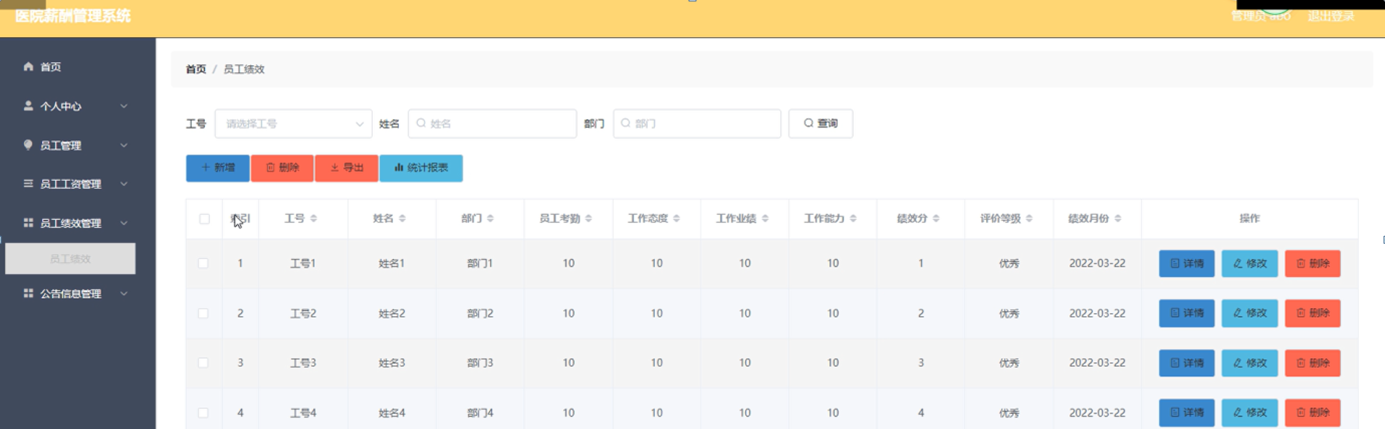 医院薪酬管理系统 管理员 abo 退出登录
首页
个人中心
员工管理
员工工资管理
员工绩效管理
员工绩效
公告信息管理
首页 / 员工绩效
工号 请选择工号 姓名 姓名 部门 部门 查询
新增 删除 导出 统计报表
索引 工号 姓名 部门 员工考勤 工作态度 工作业绩 工作能力 绩效分 评价等级 绩效月份 操作
1 工号1 姓名1 部门1 10 10 10 10 1 优秀 2022-03-22 详情 修改 删除
2 工号2 姓名2 部门2 10 10 10 10 2 优秀 2022-03-22 详情 修改 删除
3 工号3 姓名3 部门3 10 10 10 10 3 优秀 2022-03-22 详情 修改 删除
4 工号4 姓名4 部门4 10 10 10 10 4 优秀 2022-03-22 详情 修改 删除